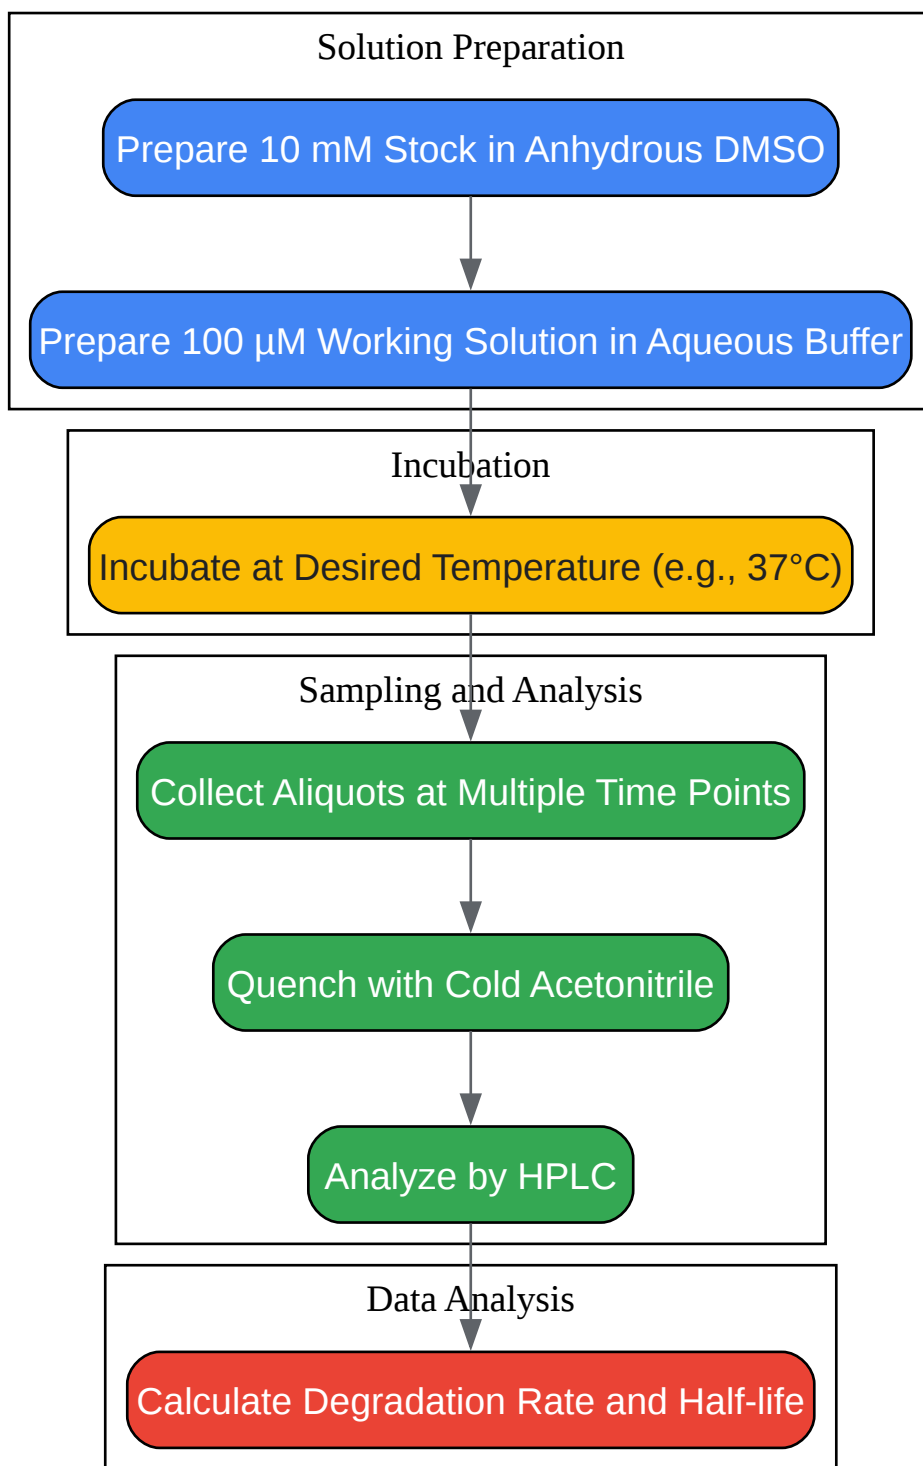 Solution Preparation
Prepare 10 mM Stock in Anhydrous DMSO
Prepare 100 µM Working Solution in Aqueous Buffer
Incubation
Incubate at Desired Temperature (e.g., 37°C)
Sampling and Analysis
Collect Aliquots at Multiple Time Points
Quench with Cold Acetonitrile
Analyze by HPLC
Data Analysis
Calculate Degradation Rate and Half-life